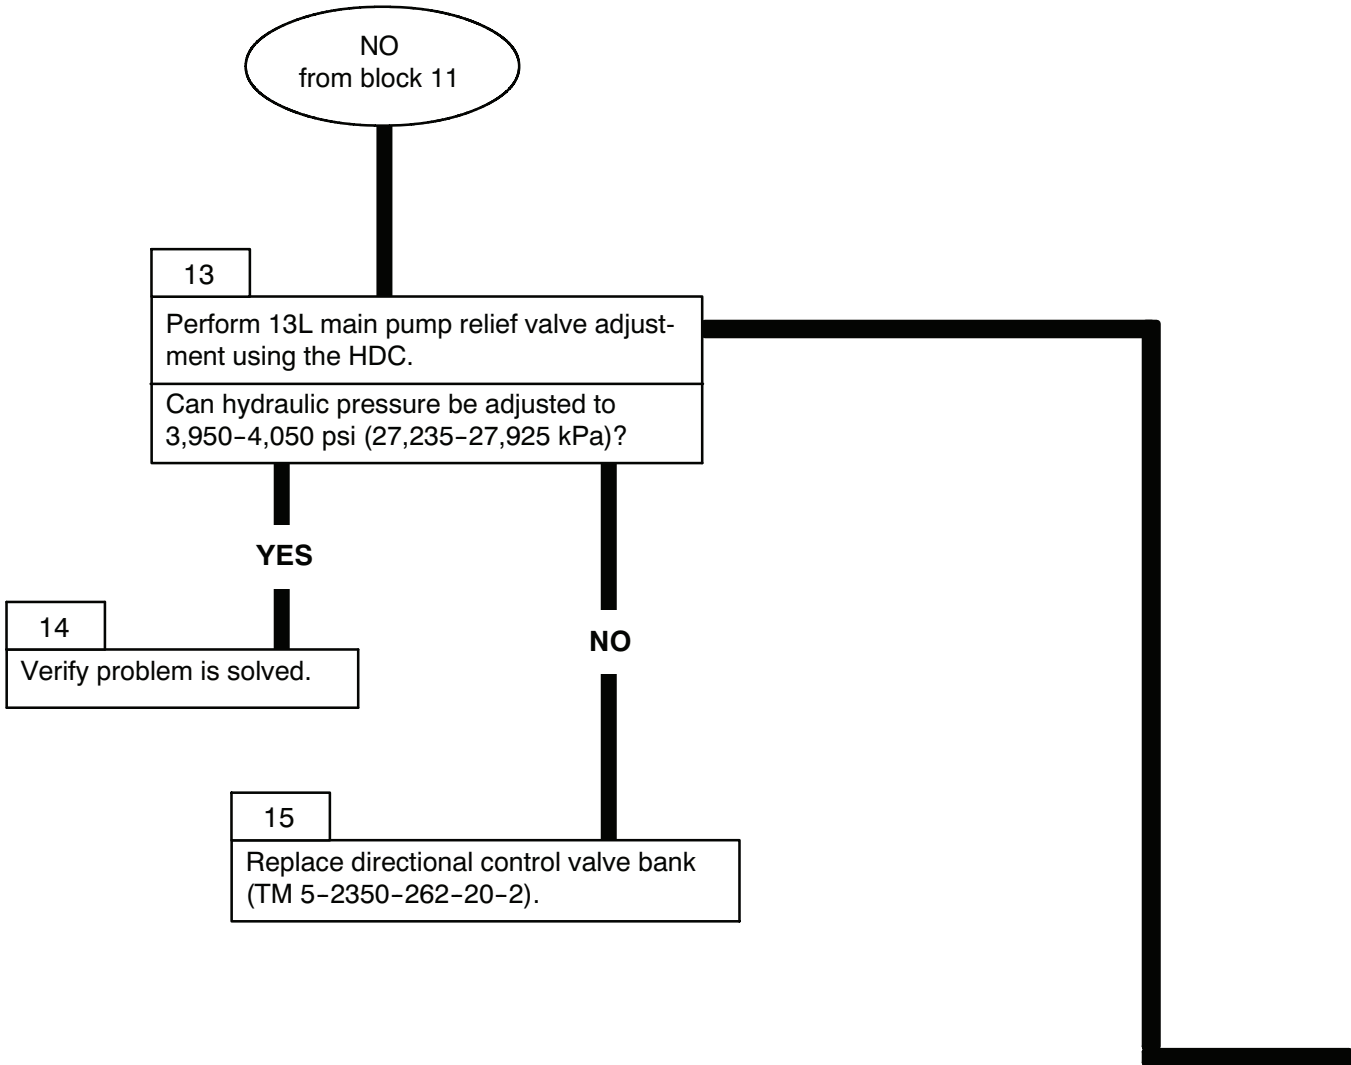 NO
from block 11
13
Perform 13L main pump relief valve adjust-
ment using the HDC.
Can hydraulic pressure be adjusted to
3,950-4,050 psi (27,235-27,925 kPa)?
YES
NO
14
Verify problem is solved.
15
Replace directional control valve bank
(TM 5-2350-262-20-2).